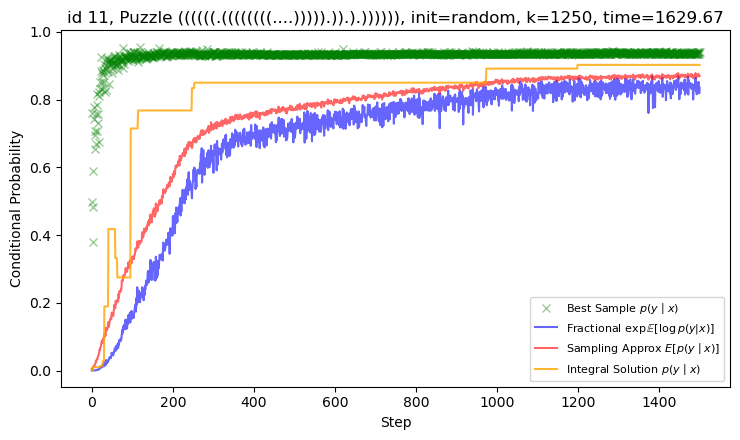 id 11, Puzzle ((((((.((((((((....))))).)).).)))))), init=random, k=1250, time=1629.67
Conditional Probability
1.0
0.8
0.6
0.4
0.2
0.0
0 200 400 600 800 1000 1200 1400
Step
Best Sample p(y | x)
Fractional exp 𝔼[log p(y|x)]
Sampling Approx E[p(y | x)]
Integral Solution p(y | x)